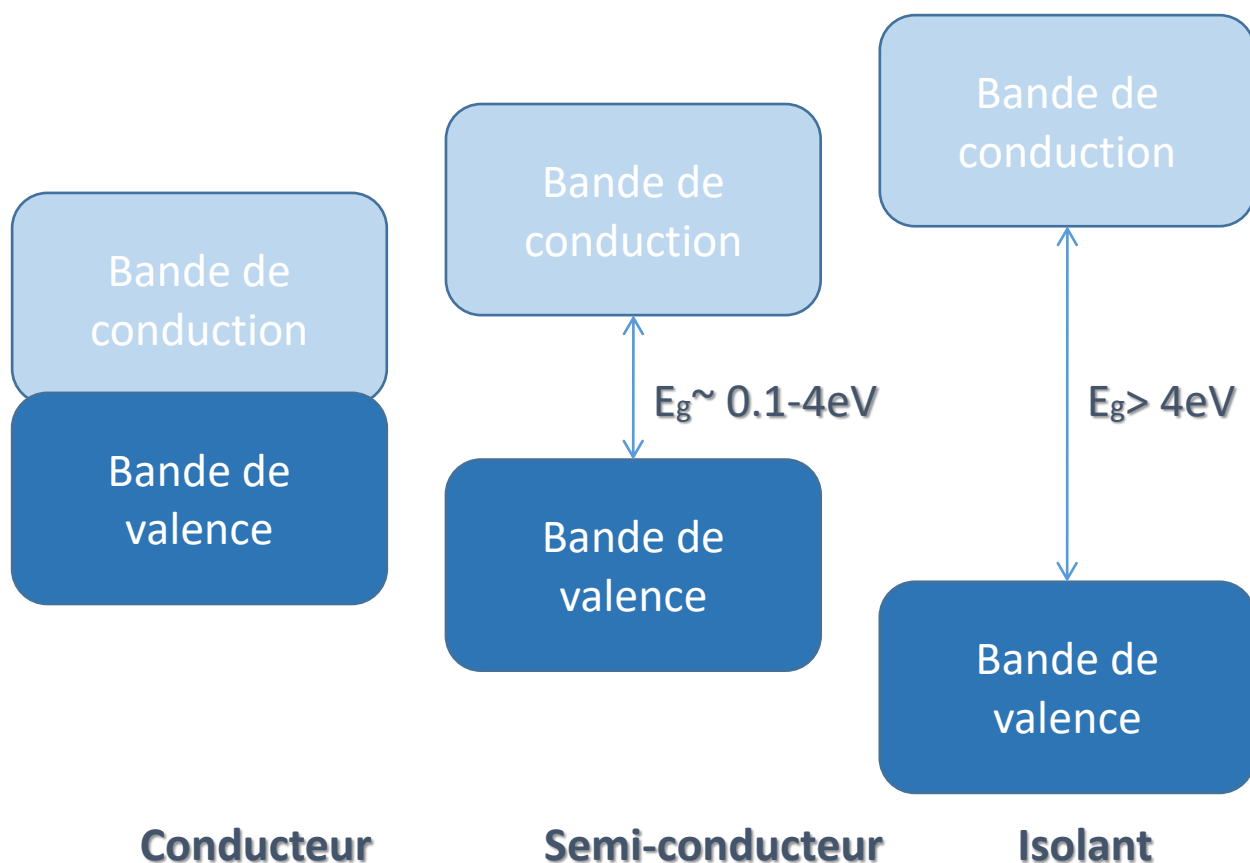 Bande de
conduction
Bande de
valence
Conducteur
Bande de
conduction
Eg~ 0.1-4eV
Bande de
valence
Semi-conducteur
Bande de
conduction
Eg> 4eV
Bande de
valence
Isolant